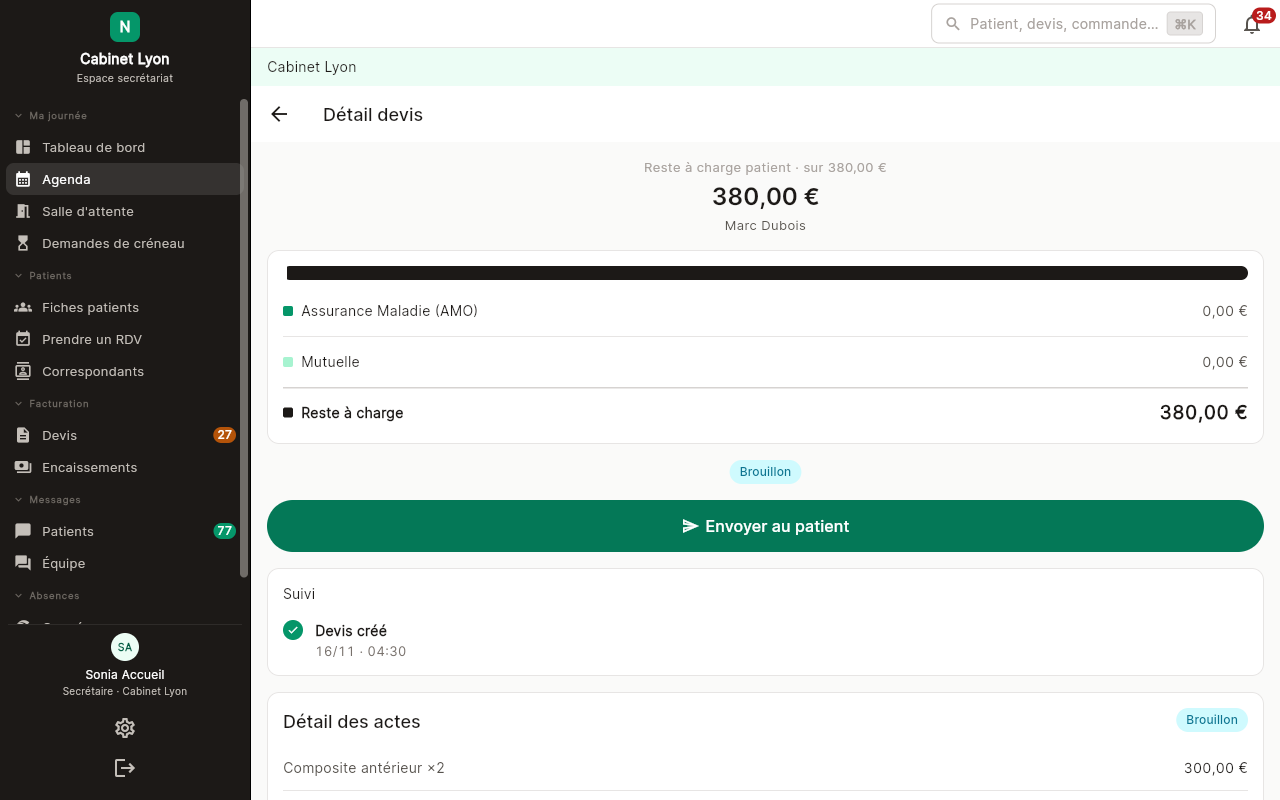 N
Cabinet Lyon
Espace secrétariat
Ma journée
Tableau de bord
Agenda
Salle d'attente
Demandes de créneau
Patients
Fiches patients
Prendre un RDV
Correspondants
Facturation
Devis 27
Encaissements
Messages
Patients 77
Équipe
Absences
SA
Sonia Accueil
Secrétaire · Cabinet Lyon
Patient, devis, commande... ⌘K
34
Cabinet Lyon
Détail devis
Reste à charge patient · sur 380,00 €
380,00 €
Marc Dubois
Assurance Maladie (AMO) 0,00 €
Mutuelle 0,00 €
Reste à charge 380,00 €
Brouillon
Envoyer au patient
Suivi
Devis créé
16/11 · 04:30
Détail des actes Brouillon
Composite antérieur ×2 300,00 €